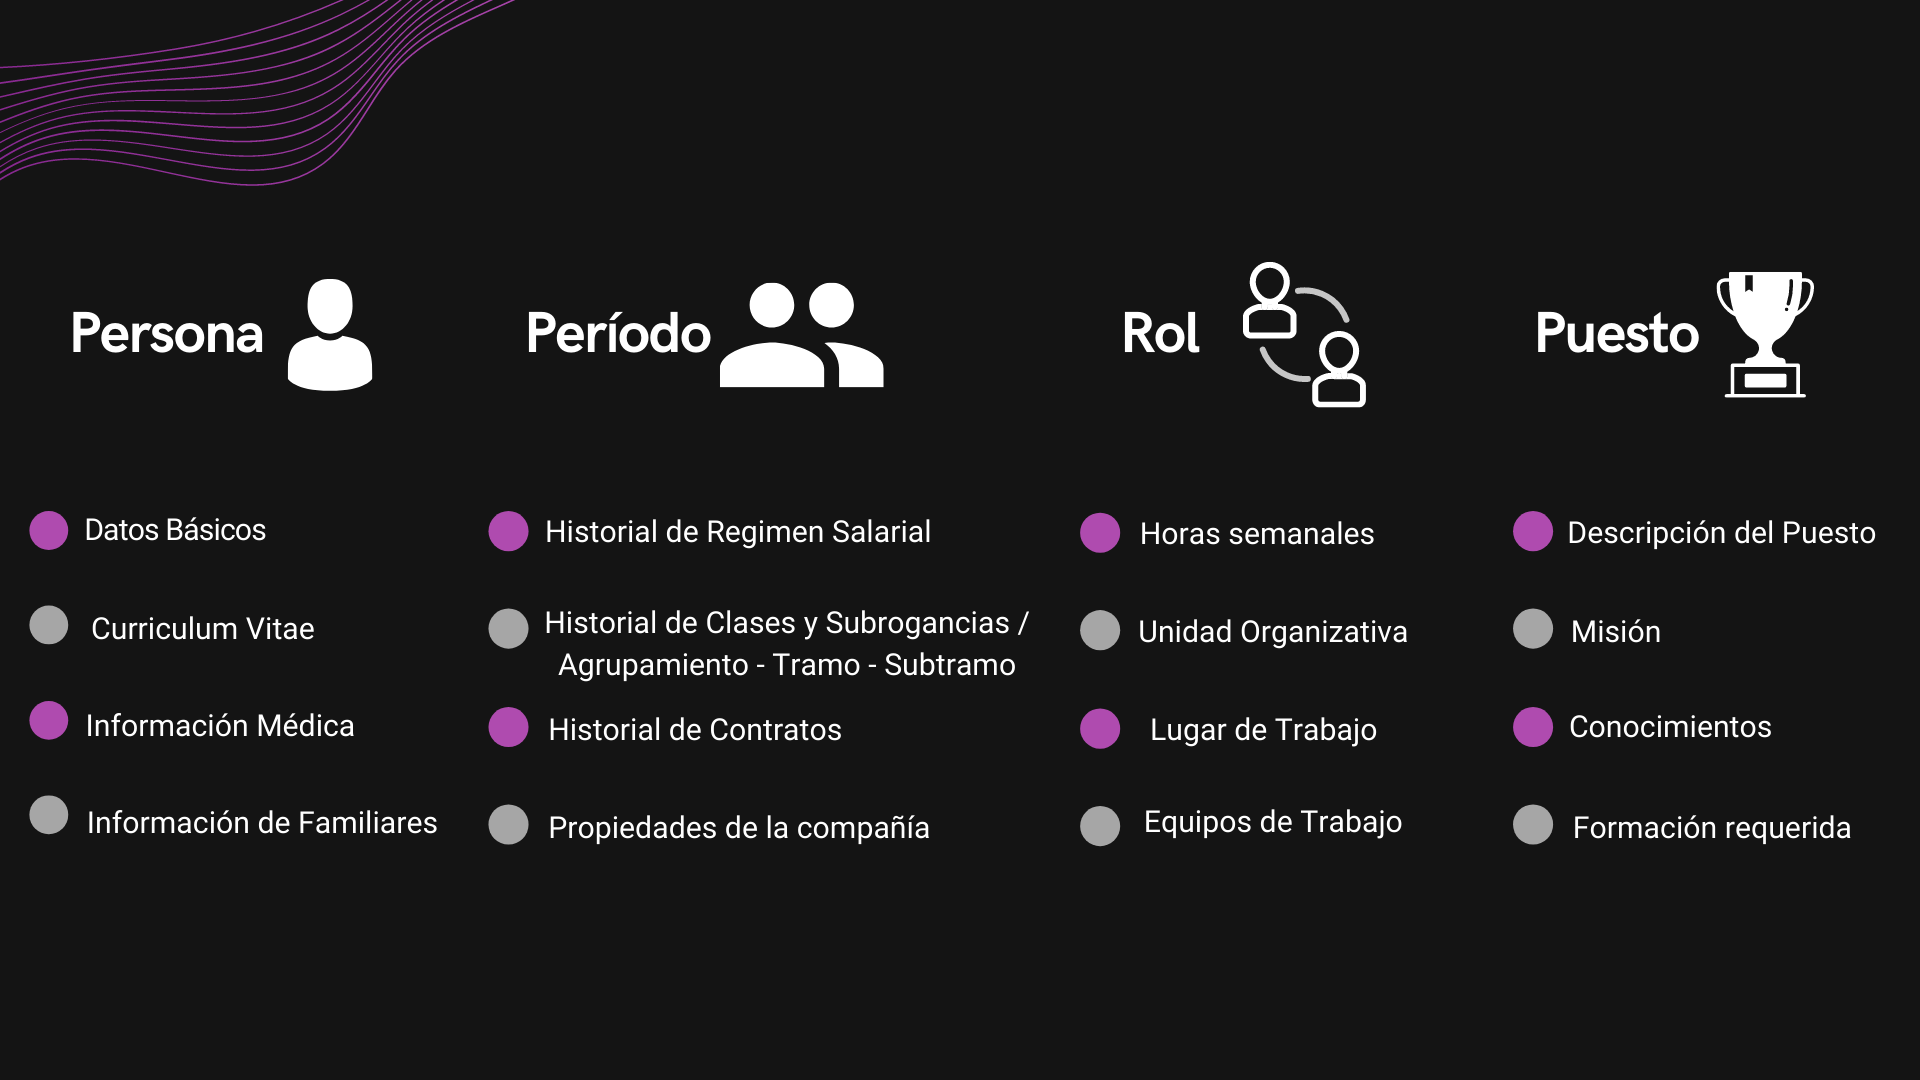 Persona
Datos Básicos
Curriculum Vitae
Información Médica
Información de Familiares
Período
Historial de Regimen Salarial
Historial de Clases y Subrogancias /
Agrupamiento - Tramo - Subtramo
Historial de Contratos
Propiedades de la compañía
Rol
Horas semanales
Unidad Organizativa
Lugar de Trabajo
Equipos de Trabajo
Puesto
Descripción del Puesto
Misión
Conocimientos
Formación requerida